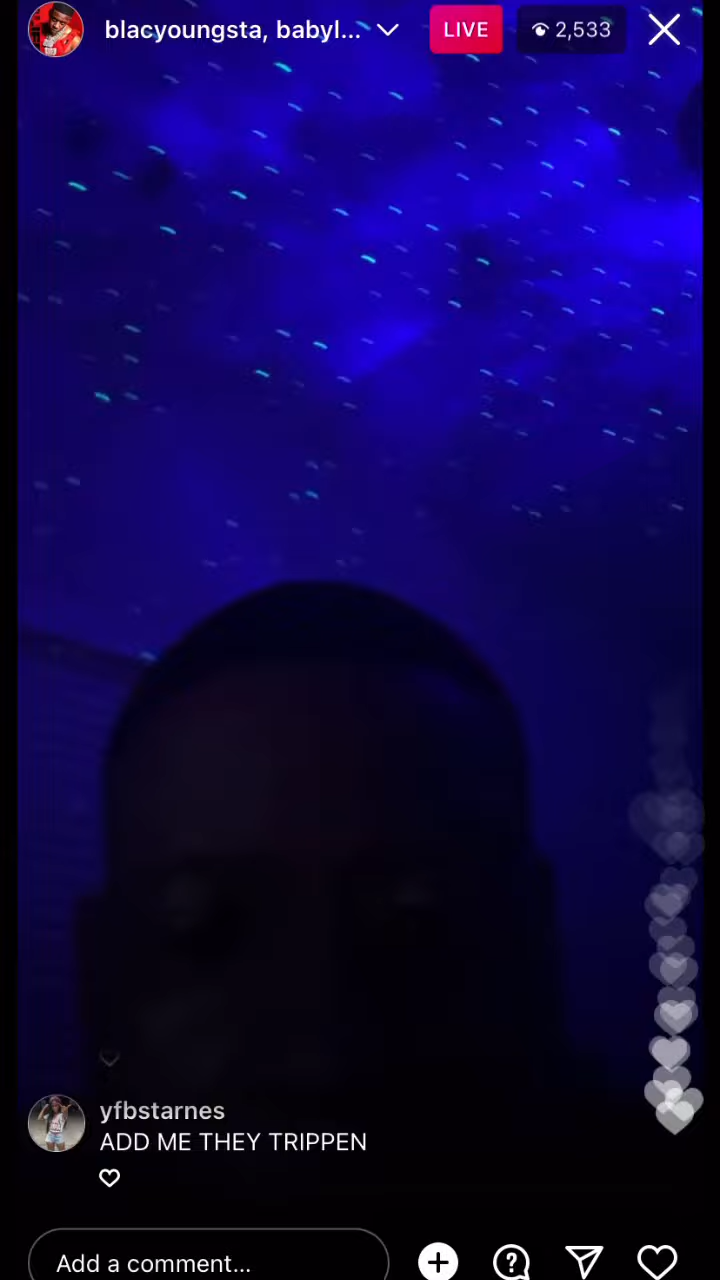 blacyoungsta, babyl...
LIVE
2,533
yfbstarnes
ADD ME THEY TRIPPEN
Add a comment...